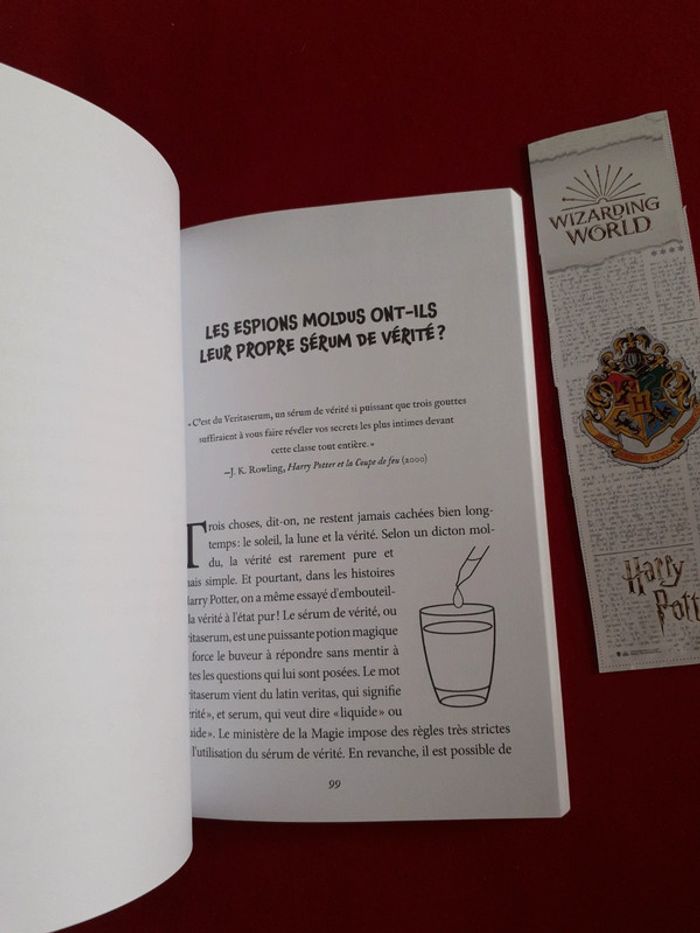 LES ESPIONS MOLDUS ONT-ILS
LEUR PROPRE SÉRUM DE VÉRITÉ ?
« C'est du Veritaserum, un sérum de vérité si puissant que trois gouttes
suffiraient à vous faire révéler vos secrets les plus intimes devant
cette classe tout entière. »
–J. K. Rowling, Harry Potter et la Coupe de feu (2000)
Trois choses, dit-on, ne restent jamais cachées bien long-
temps : le soleil, la lune et la vérité. Selon un dicton mol-
du, la vérité est rarement pure et
ais simple. Et pourtant, dans les histoires
Harry Potter, on a même essayé d'embouteil-
la vérité à l'état pur ! Le sérum de vérité, ou
itaserum, est une puissante potion magique
force le buveur à répondre sans mentir à
tes les questions qui lui sont posées. Le mot
ritaserum vient du latin veritas, qui signifie
érité », et serum, qui veut dire « liquide » ou
uide ». Le ministère de la Magie impose des règles très strictes
l'utilisation du sérum de vérité. En revanche, il est possible de
99
WIZARDING
WORLD
H
Harry
Pott